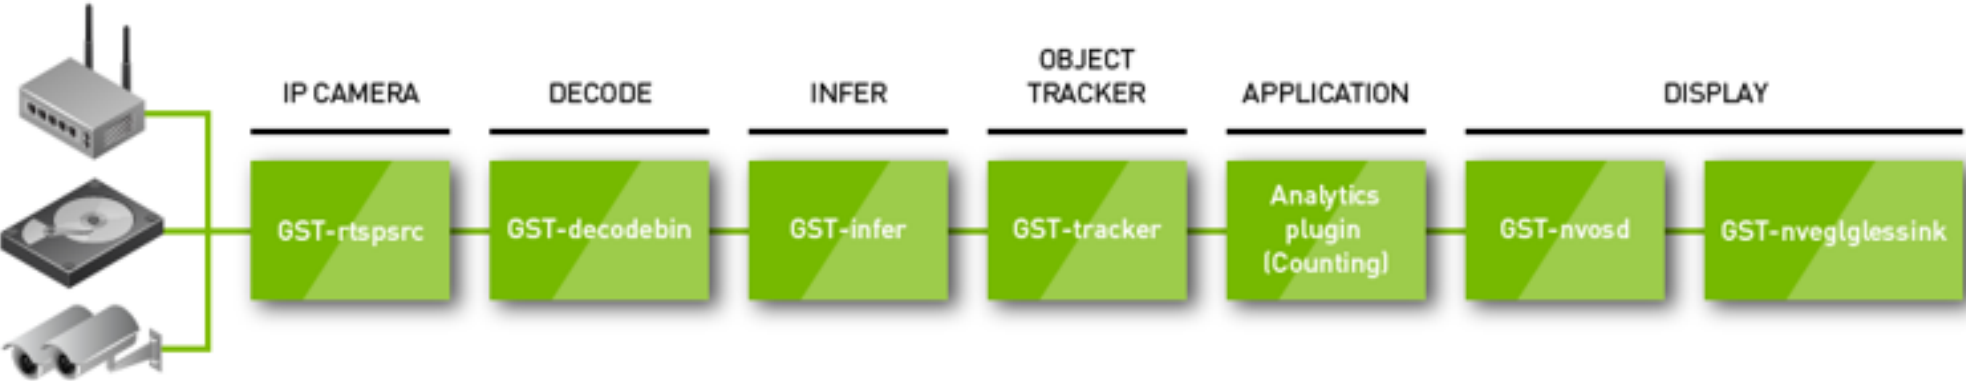 IP CAMERA
DECODE
INFER
OBJECT
TRACKER
APPLICATION
DISPLAY
GST-rtspsrc
GST-decodebin
GST-infer
GST-tracker
Analytics
plugin
(Counting)
GST-nvosd
GST-nveglglessink